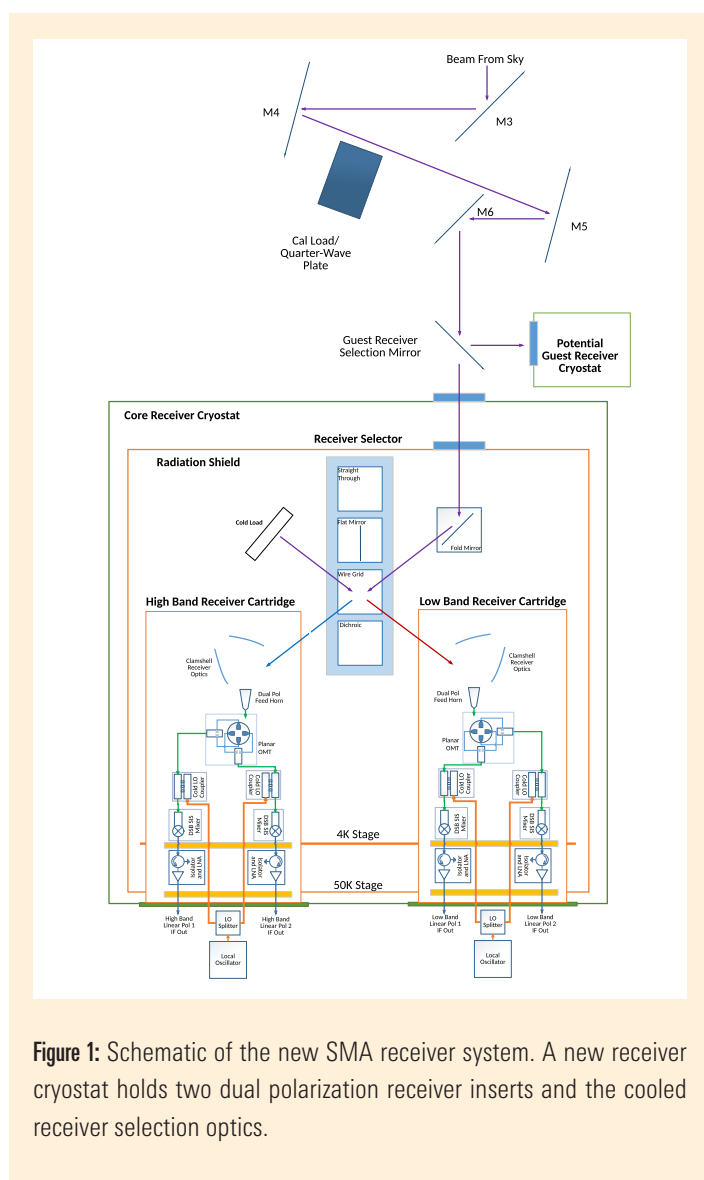 Beam From Sky
M4
M3
M6
M5
Cal Load/
Quarter-Wave
Plate
Guest Receiver
Selection Mirror
Potential
Guest Receiver
Cryostat
Core Receiver Cryostat
Receiver Selector
Radiation Shield
Straight
Through
Cold Load
Flat Mirror
Fold Mirror
Wire Grid
High Band Receiver Cartridge
Low Band Receiver Cartridge
Dichroic
Clamshell
Receiver
Optics
Clamshell
Receiver
Optics
Dual Pol
Feed Horn
Dual Pol
Feed Horn
Planar
OMT
Planar
OMT
Cold LO
Coupler
Cold LO
Coupler
Cold LO
Coupler
Cold LO
Coupler
DSB SIS
Mixer
DSB SIS
Mixer
DSB SIS
Mixer
DSB SIS
Mixer
4K Stage
Isolator
and LNA
Isolator
and LNA
Isolator
and LNA
Isolator
and LNA
50K Stage
High Band
Linear Pol 1
IF Out
LO
Splitter
High Band
Linear Pol 2
IF Out
Low Band
Linear Pol 1
IF Out
LO
Splitter
Low Band
Linear Pol 2
IF Out
Local
Oscillator
Local
Oscillator
Figure 1: Schematic of the new SMA receiver system. A new receiver
cryostat holds two dual polarization receiver inserts and the cooled
receiver selection optics.